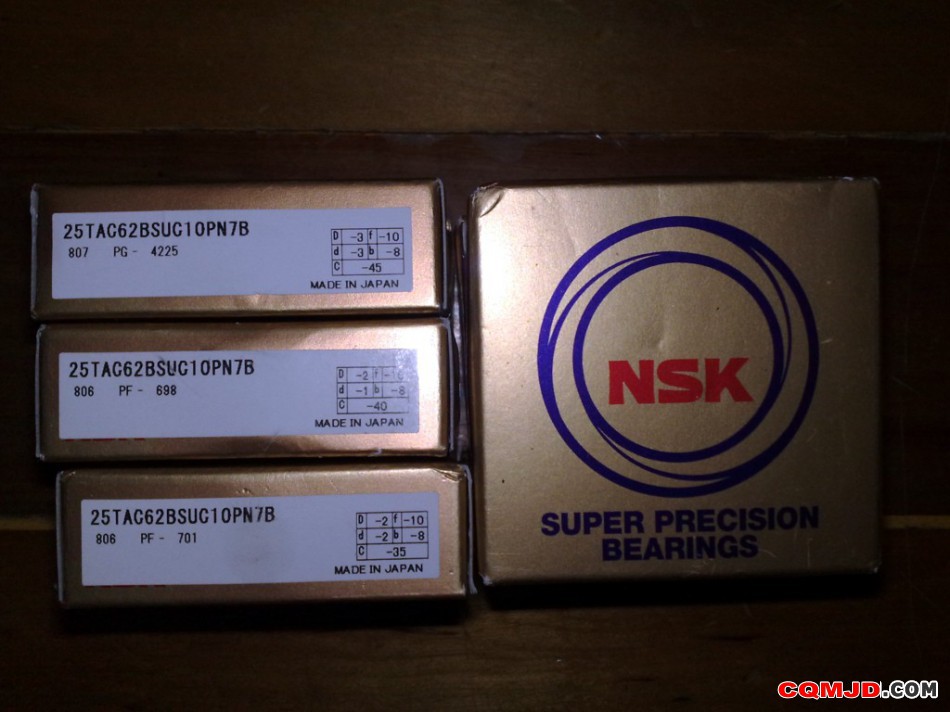 25TAC62BSUC10PN7B
807 PG - 4225
D -3 f -10
d -3 b -8
C -45
MADE IN JAPAN
25TAC62BSUC10PN7B
806 PF - 698
D -2 f -10
d -1 b -8
C -40
MADE IN JAPAN
25TAC62BSUC10PN7B
806 PF - 701
D -2 f -10
d -2 b -8
C -35
MADE IN JAPAN
NSK
SUPER PRECISION
BEARINGS
CQMJD.COM